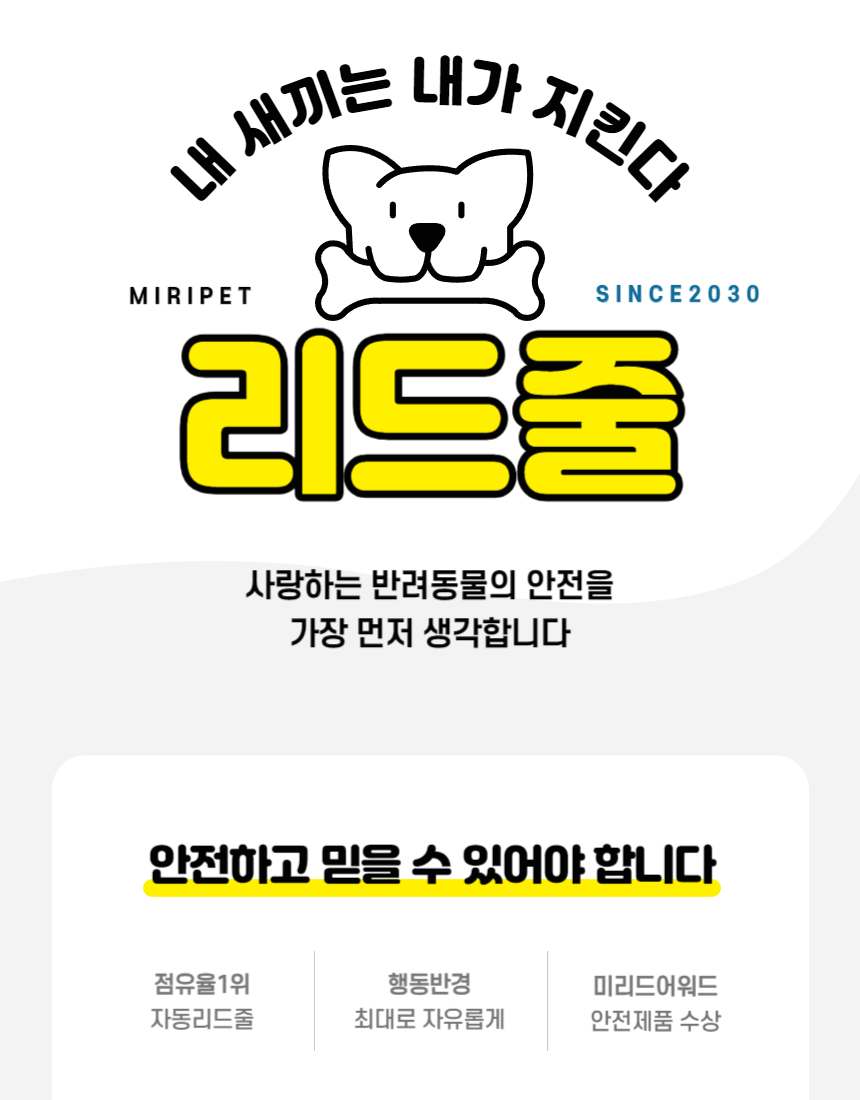 내 새끼는 내가 지킨다
MIRIPET
SINCE2030
리드줄
사랑하는 반려동물의 안전을
가장 먼저 생각합니다
안전하고 믿을 수 있어야 합니다
점유율1위
자동리드줄
행동반경
최대로 자유롭게
미리드어워드
안전제품 수상